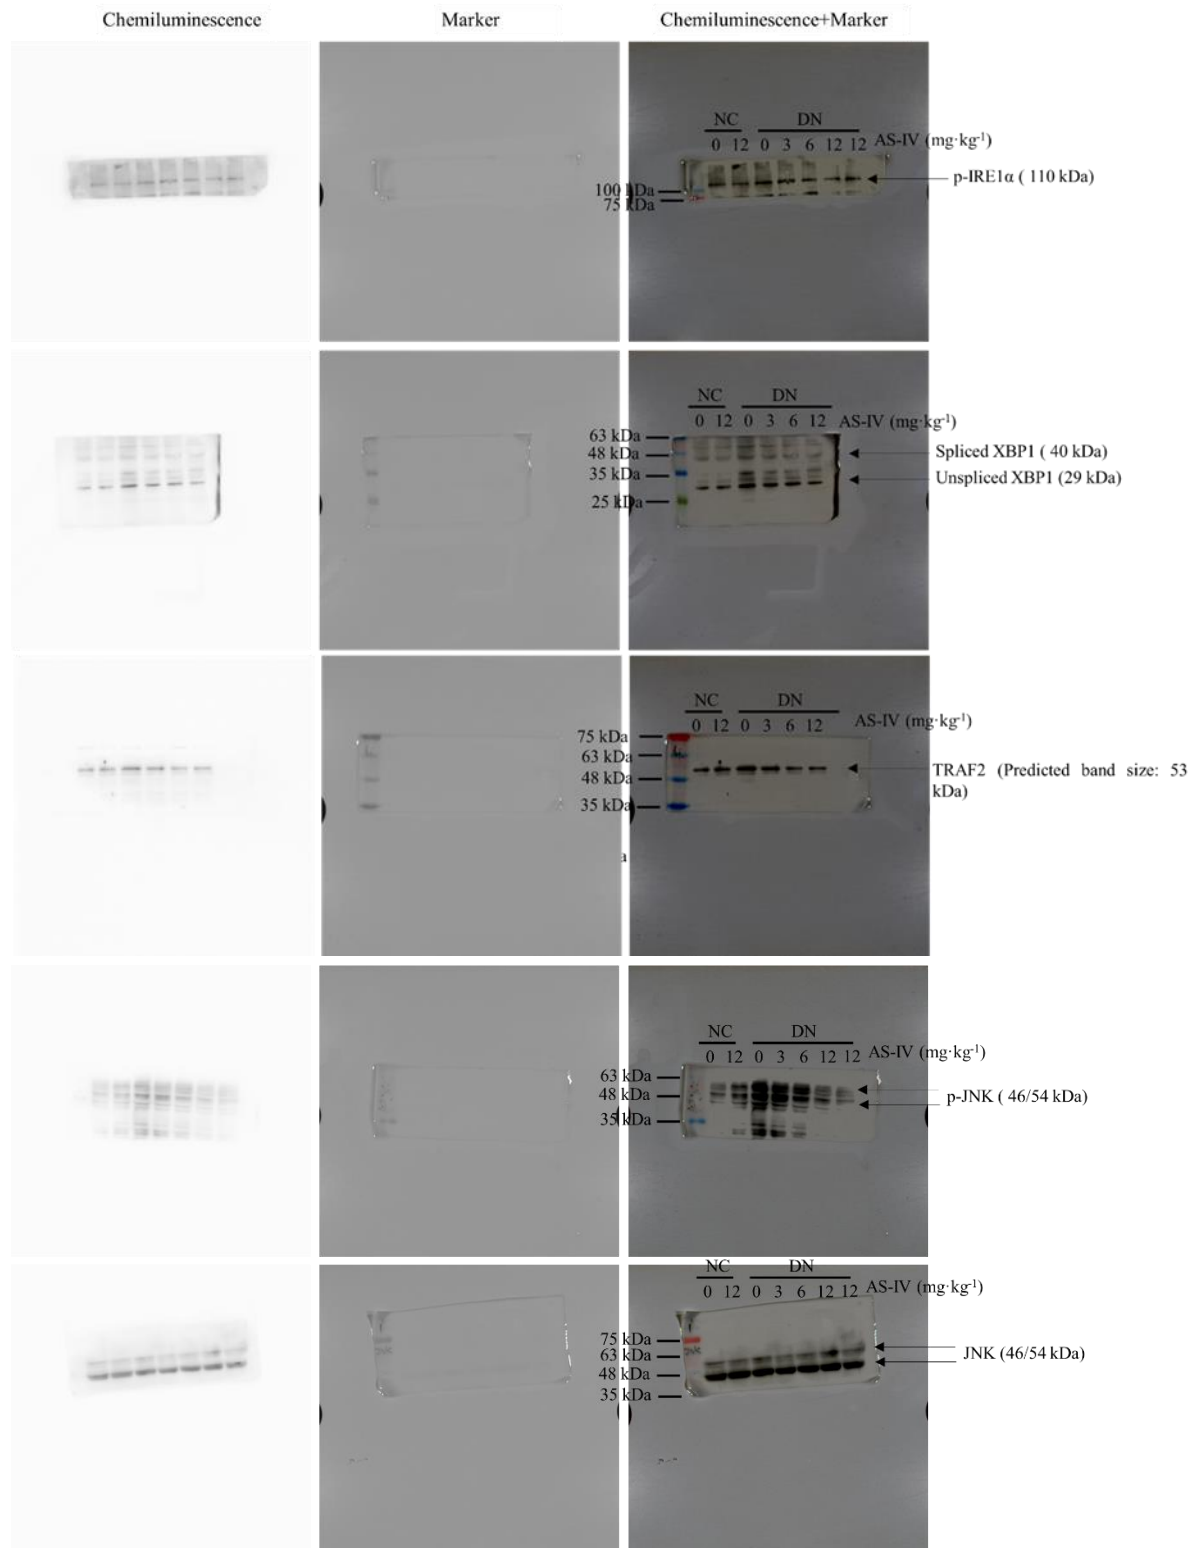 Chemiluminescence Marker Chemiluminescence+Marker
NC DN
0 12 0 3 6 12 12 AS-IV (mg·kg-1)
p-IRE1α ( 110 kDa)
100 kDa
75 kDa
NC DN
0 12 0 3 6 12 AS-IV (mg·kg-1)
63 kDa
48 kDa
35 kDa
25 kDa
Spliced XBP1 ( 40 kDa)
Unspliced XBP1 (29 kDa)
NC DN
0 12 0 3 6 12 AS-IV (mg·kg-1)
75 kDa
63 kDa
48 kDa
35 kDa
TRAF2 (Predicted band size: 53
kDa)
a
NC DN
0 12 0 3 6 12 12 AS-IV (mg·kg-1)
63 kDa
48 kDa
35 kDa
p-JNK ( 46/54 kDa)
NC DN
0 12 0 3 6 12 12 AS-IV (mg·kg-1)
75 kDa
63 kDa
48 kDa
35 kDa
JNK (46/54 kDa)